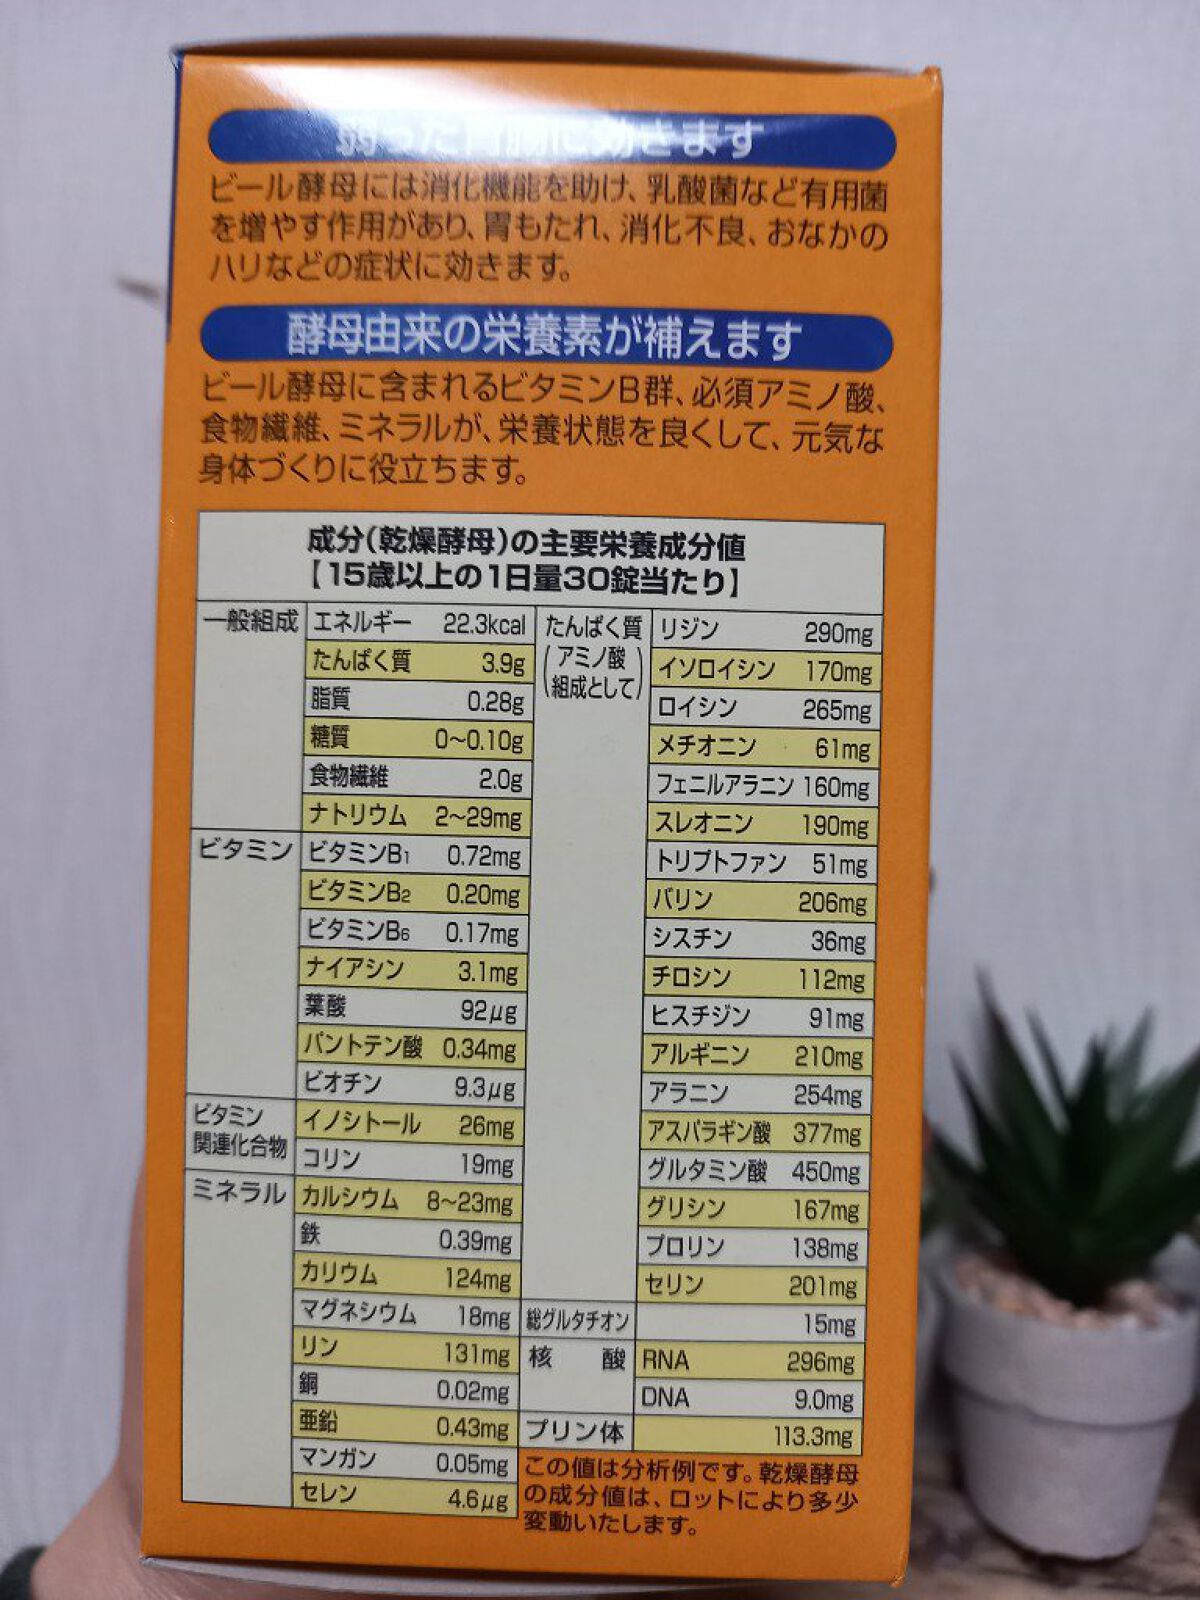 弱った胃腸に効きます
ビール酵母には消化機能を助け、乳酸菌など有用菌
を増やす作用があり、胃もたれ、消化不良、おなかの
ハリなどの症状に効きます。
酵母由来の栄養素が補えます
ビール酵母に含まれるビタミンB群、必須アミノ酸、
食物繊維、ミネラルが、栄養状態を良くして、元気な
身体づくりに役立ちます。
成分(乾燥酵母)の主要栄養成分値
【15歳以上の1日量30錠当たり】
一般組成 エネルギー 22.3kcal
たんぱく質 3.9g
脂質 0.28g
糖質 0〜0.10g
食物繊維 2.0g
ナトリウム 2〜29mg
ビタミン ビタミンB1 0.72mg
ビタミンB2 0.20mg
ビタミンB6 0.17mg
ナイアシン 3.1mg
葉酸 92μg
パントテン酸 0.34mg
ビオチン 9.3μg
ビタミン
関連化合物
イノシトール 26mg
コリン 19mg
ミネラル カルシウム 8〜23mg
鉄 0.39mg
カリウム 124mg
マグネシウム 18mg
リン 131mg
銅 0.02mg
亜鉛 0.43mg
マンガン 0.05mg
セレン 4.6μg
たんぱく質
(アミノ酸
組成として)
リジン 290mg
イソロイシン 170mg
ロイシン 265mg
メチオニン 61mg
フェニルアラニン 160mg
スレオニン 190mg
トリプトファン 51mg
バリン 206mg
シスチン 36mg
チロシン 112mg
ヒスチジン 91mg
アルギニン 210mg
アラニン 254mg
アスパラギン酸 377mg
グルタミン酸 450mg
グリシン 167mg
プロリン 138mg
セリン 201mg
総グルタチオン 15mg
核酸 RNA 296mg
DNA 9.0mg
プリン体 113.3mg
この値は分析例です。乾燥酵母
の成分値は、ロットにより多少
変動いたします。